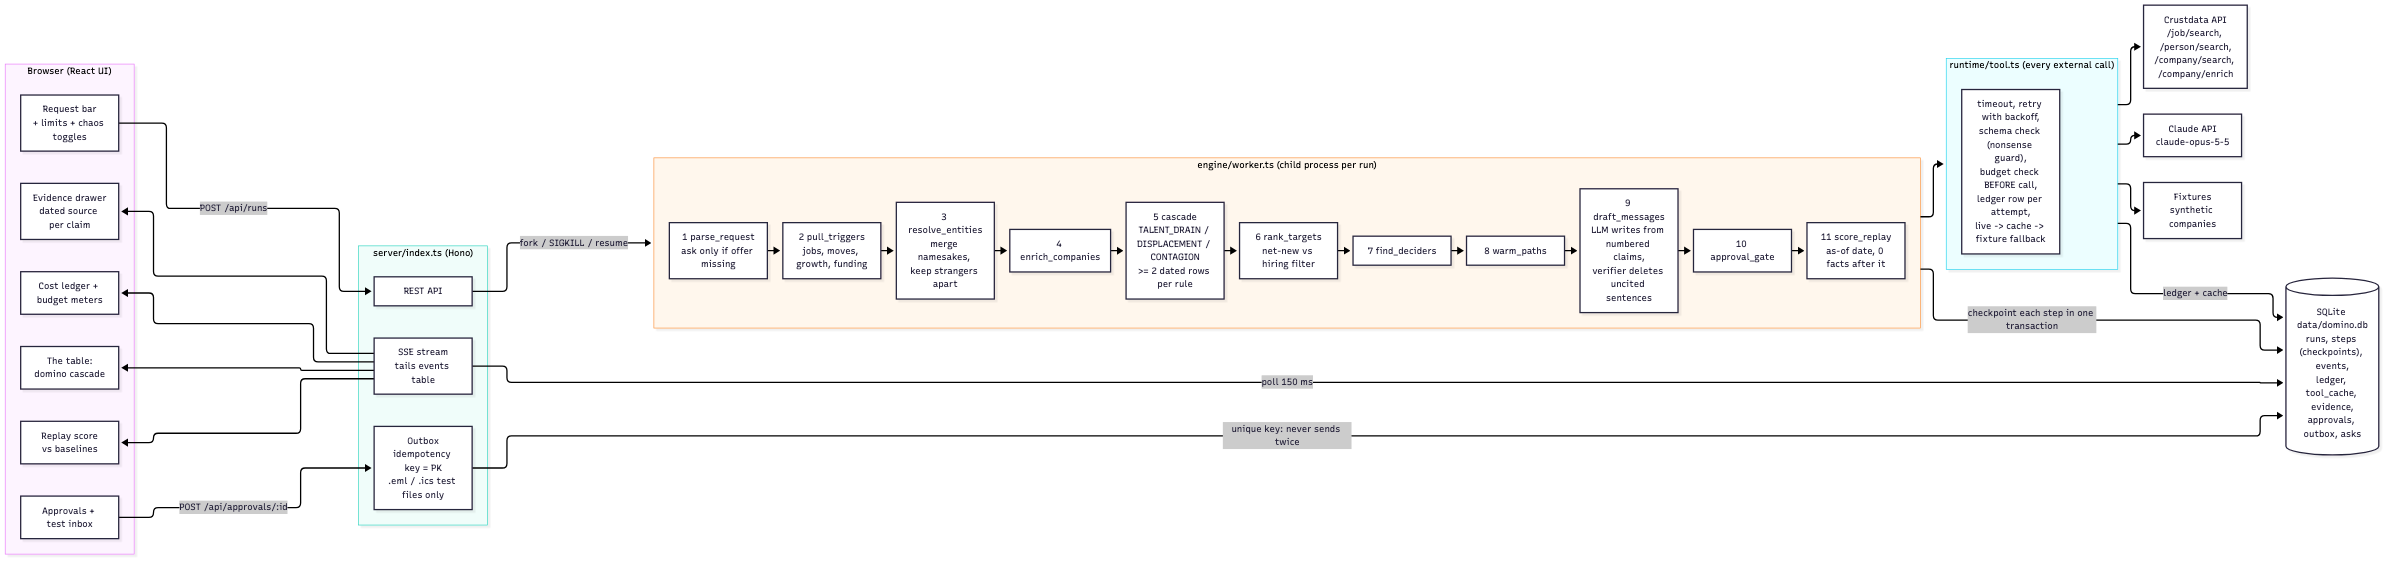 Browser (React UI)
Request bar
+ limits + chaos
toggles
Evidence drawer
dated source
per claim
Cost ledger +
budget meters
The table:
domino cascade
Replay score
vs baselines
Approvals +
test inbox
POST /api/runs
POST /api/approvals/:id
server/index.ts (Hono)
REST API
SSE stream
tails events
table
Outbox
idempotency
key = PK
.eml / .ics test
files only
fork / SIGKILL / resume
engine/worker.ts (child process per run)
1 parse_request
ask only if offer
missing
2 pull_triggers
jobs, moves,
growth, funding
3
resolve_entities
merge
namesakes,
keep strangers
apart
4
enrich_companies
5 cascade
TALENT_DRAIN /
DISPLACEMENT /
CONTAGION
>= 2 dated rows
per rule
6 rank_targets
net-new vs
hiring filter
7 find_deciders
8 warm_paths
9
draft_messages
LLM writes from
numbered
claims,
verifier deletes
uncited
sentences
10
approval_gate
11 score_replay
as-of date, 0
facts after it
poll 150 ms
unique key: never sends
twice
checkpoint each step in one
transaction
ledger + cache
runtime/tool.ts (every external call)
timeout, retry
with backoff,
schema check
(nonsense
guard),
budget check
BEFORE call,
ledger row per
attempt,
live -> cache ->
fixture fallback
Crustdata API
/job/search,
/person/search,
/company/search,
/company/enrich
Claude API
claude-opus-5-5
Fixtures
synthetic
companies
SQLite
data/domino.db
runs, steps
(checkpoints),
events,
ledger,
tool_cache,
evidence,
approvals,
outbox, asks